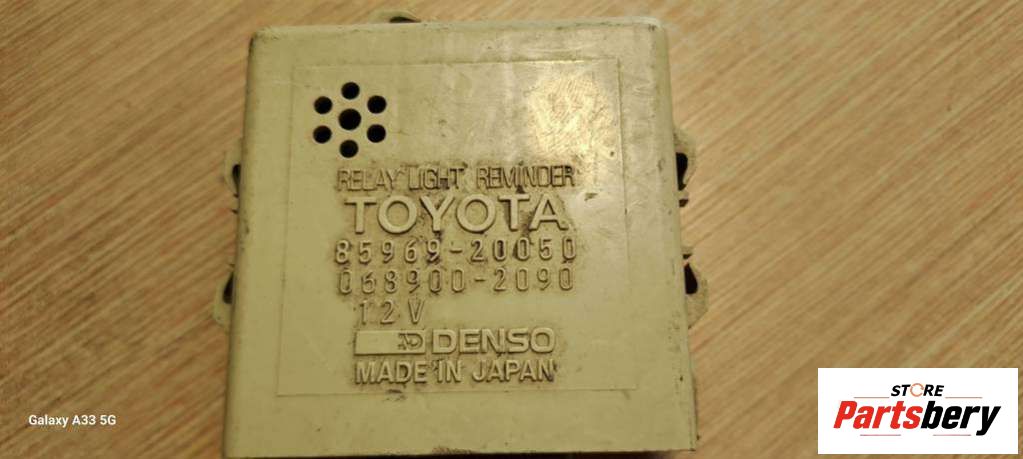 RELAY LIGHT REMINDER
TOYOTA
85969-20050
068900-2090
12V
DENSO
MADE IN JAPAN
Galaxy A33 5G
STORE
Partsbery